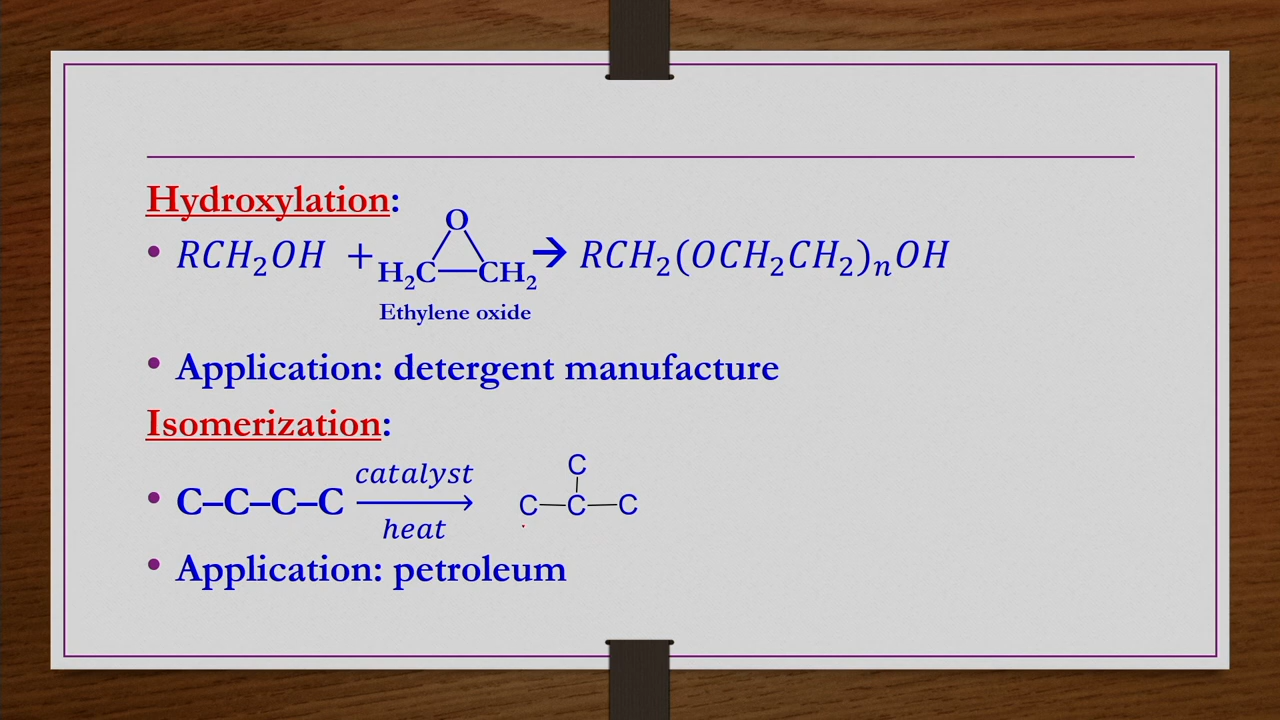 Hydroxylation:
O
• RCH₂OH + H₂C—CH₂ → RCH₂(OCH₂CH₂)ₙOH
Ethylene oxide
• Application: detergent manufacture
Isomerization:
catalyst
C
• C–C–C–C
C—C—C
heat
• Application: petroleum